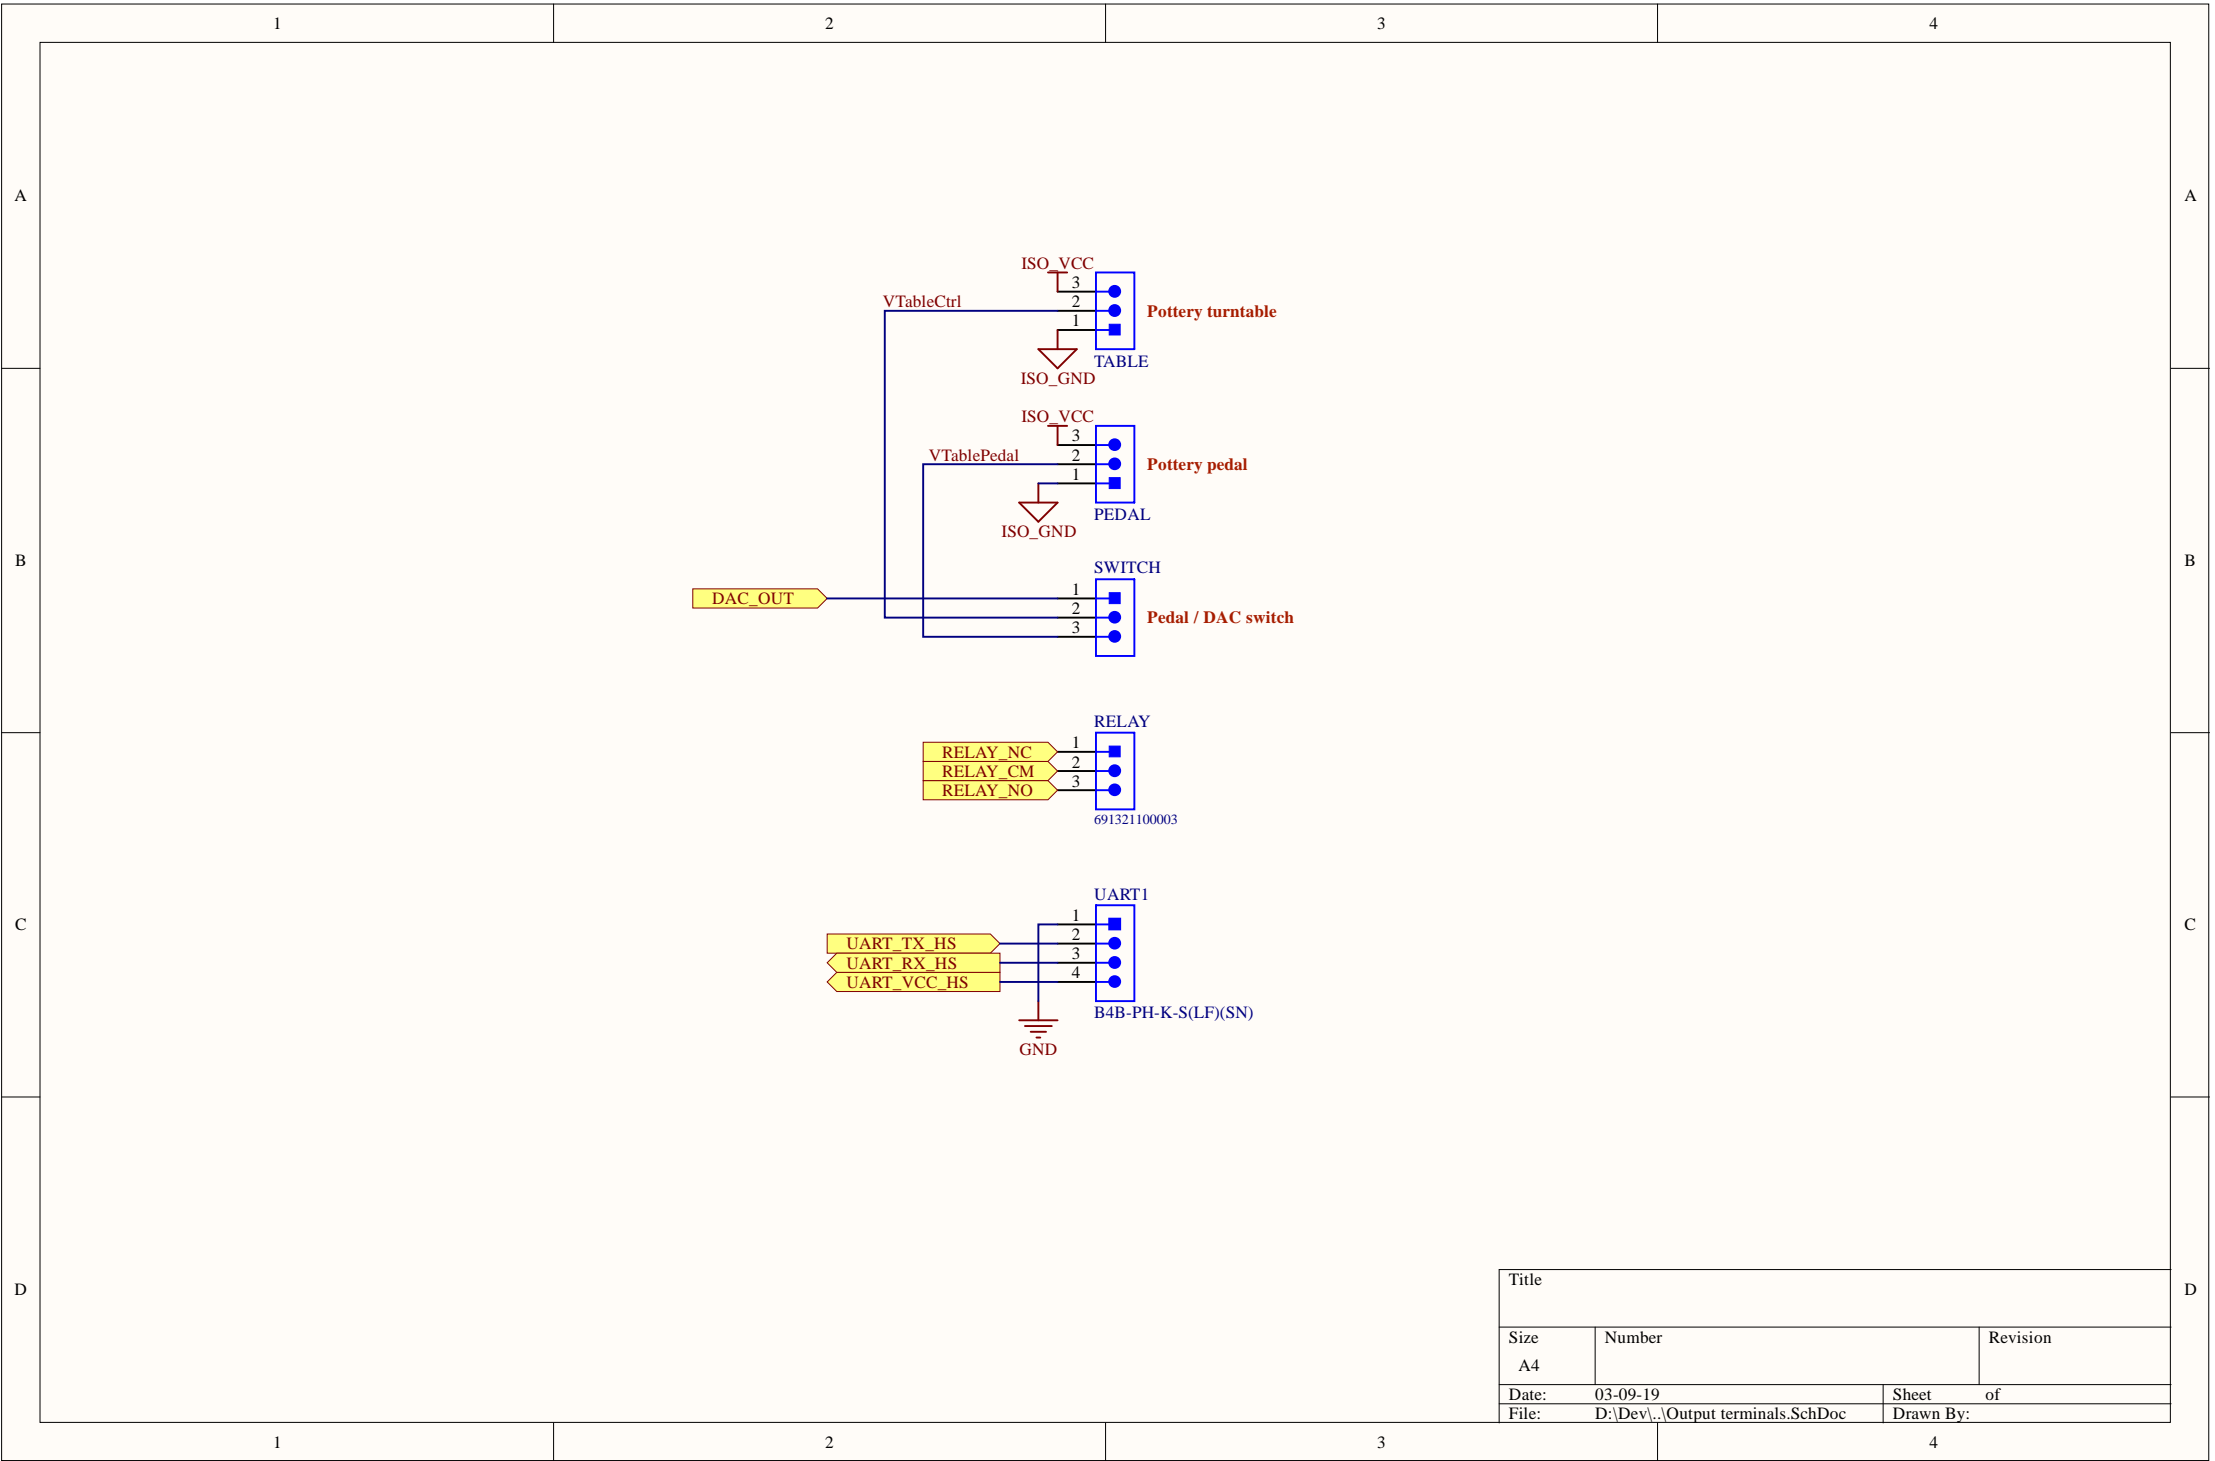 1 2 3 4
A A
ISO_VCC
3
VTableCtrl 2 Pottery turntable
1
TABLE
ISO_GND
ISO_VCC
3
VTablePedal 2 Pottery pedal
1
PEDAL
ISO_GND
B B
SWITCH
DAC_OUT 1
2 Pedal / DAC switch
3
RELAY
RELAY_NC 1
RELAY_CM 2
RELAY_NO 3
691321100003
UART1
C C
1
UART_TX_HS 2
UART_RX_HS 3
UART_VCC_HS 4
B4B-PH-K-S(LF)(SN)
GND
D D
Title
Size Number Revision
A4
Date: 03-09-19 Sheet of
File: D:\Dev\..\Output terminals.SchDoc Drawn By:
1 2 3 4